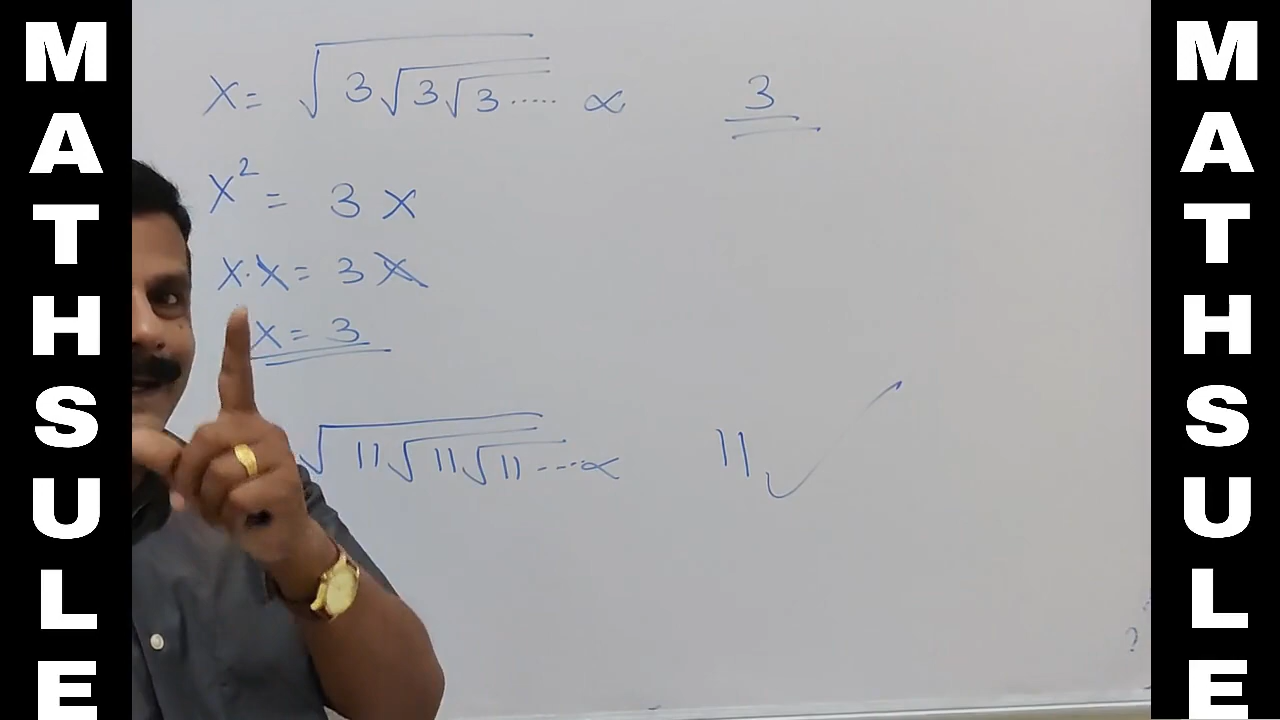 MATHSULE
x = √3√3√3..... ∝ 3
x² = 3x
x·x = 3x
x = 3
√11√11√11---∝ 11 ✓
?
MATHSULE